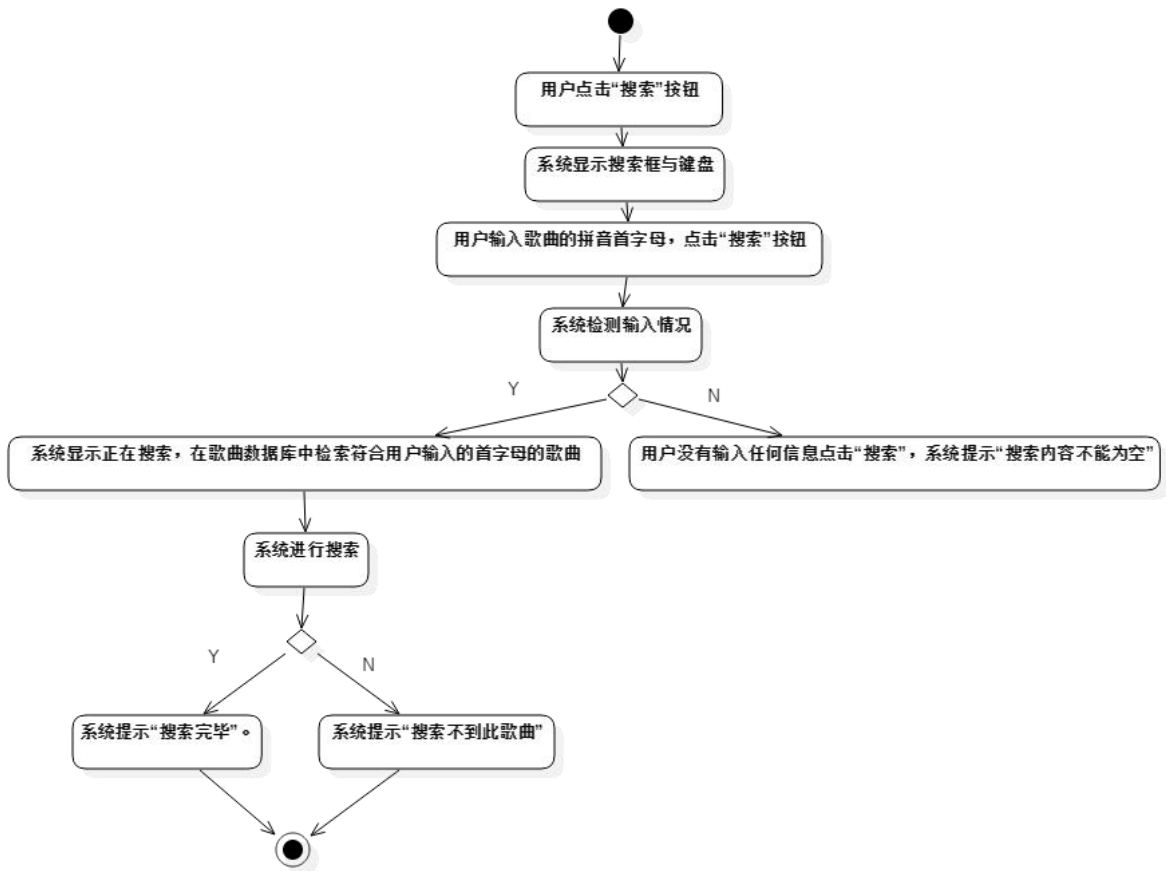 用户点击“搜索”按钮
系统显示搜索框与键盘
用户输入歌曲的拼音首字母，点击“搜索”按钮
系统检测输入情况
Y
N
系统显示正在搜索，在歌曲数据库中检索符合用户输入的首字母的歌曲
用户没有输入任何信息点击“搜索”，系统提示“搜索内容不能为空”
系统进行搜索
Y
N
系统提示“搜索完毕”。
系统提示“搜索不到此歌曲”